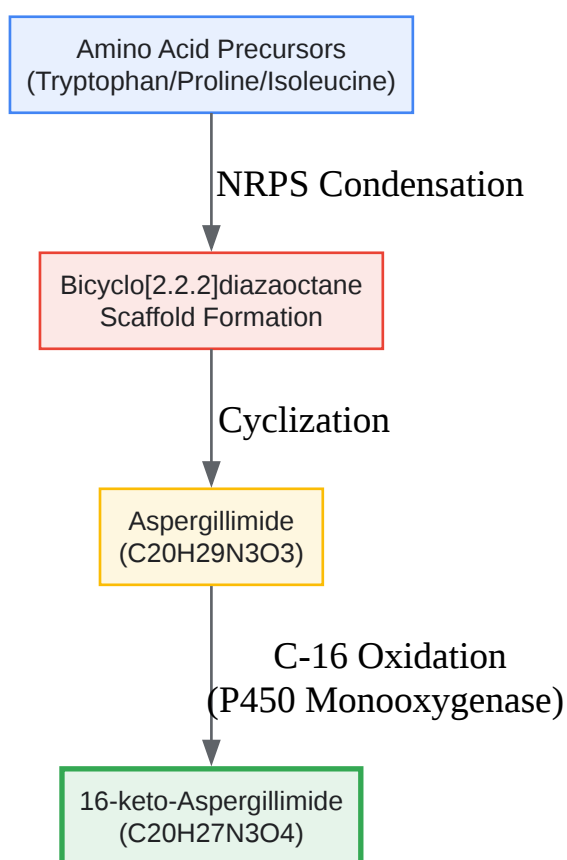 Amino Acid Precursors
(Tryptophan/Proline/Isoleucine)
NRPS Condensation
Bicyclo[2.2.2]diazaoctane
Scaffold Formation
Cyclization
Aspergillimide
(C20H29N3O3)
C-16 Oxidation
(P450 Monooxygenase)
16-keto-Aspergillimide
(C20H27N3O4)